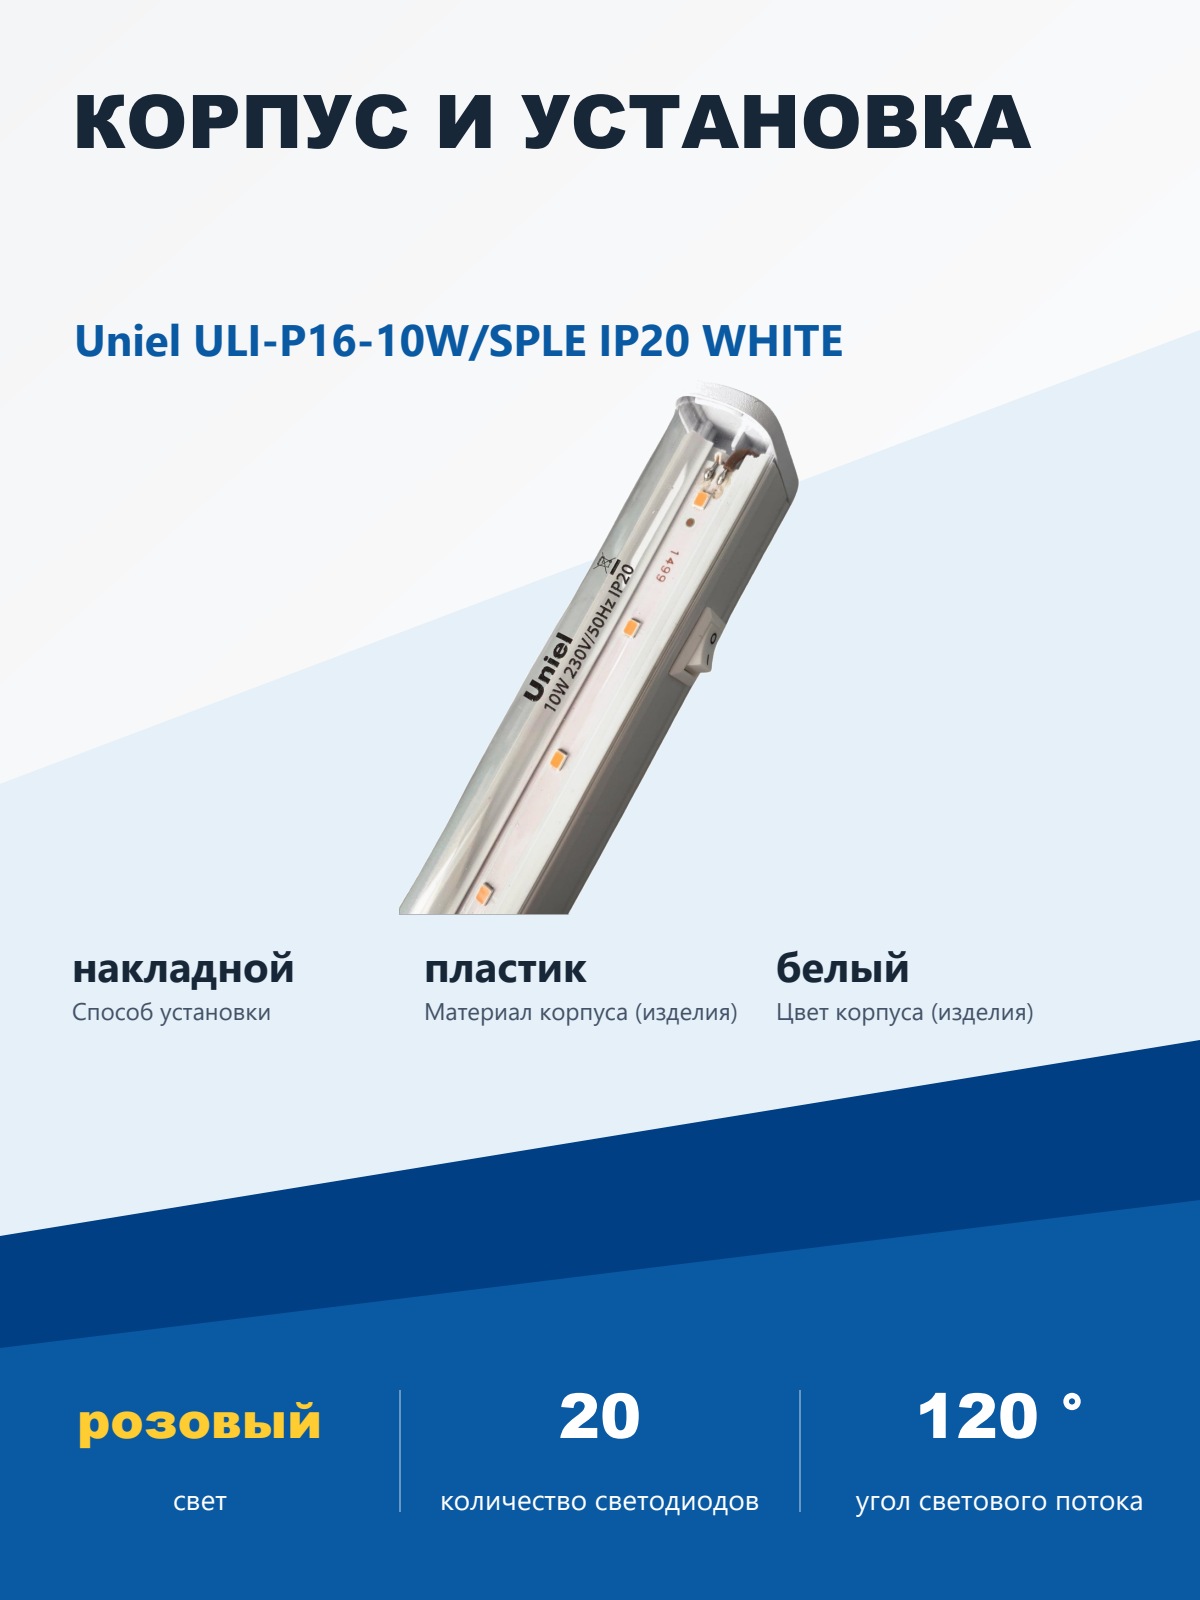 КОРПУС И УСТАНОВКА
Uniel ULI-P16-10W/SPLE IP20 WHITE
1499
Uniel
10W 230V/50Hz IP20
накладной
Способ установки
пластик
Материал корпуса (изделия)
белый
Цвет корпуса (изделия)
розовый
свет
20
количество светодиодов
120 °
угол светового потока